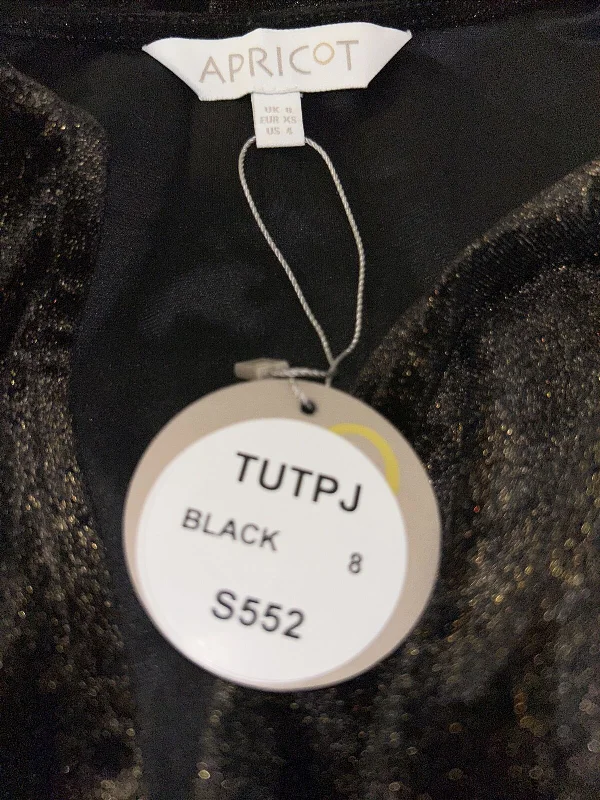 APRICOT
UK 8
EUR XS
US 4
TUTPJ
BLACK 8
S552